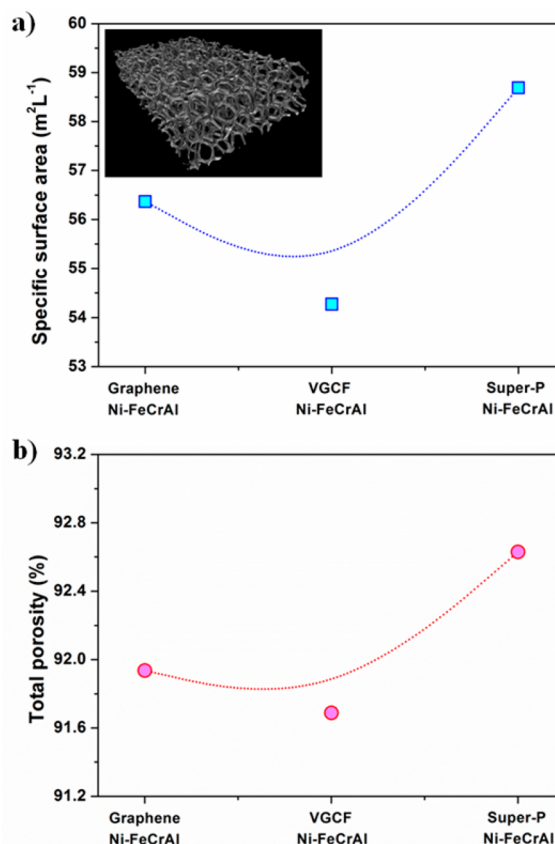 a)
60
59
58
57
56
55
54
53
Specific surface area (m²L⁻¹)
Graphene
Ni-FeCrAl
VGCF
Ni-FeCrAl
Super-P
Ni-FeCrAl
b)
93.2
92.8
92.4
92.0
91.6
91.2
Total porosity (%)
Graphene
Ni-FeCrAl
VGCF
Ni-FeCrAl
Super-P
Ni-FeCrAl